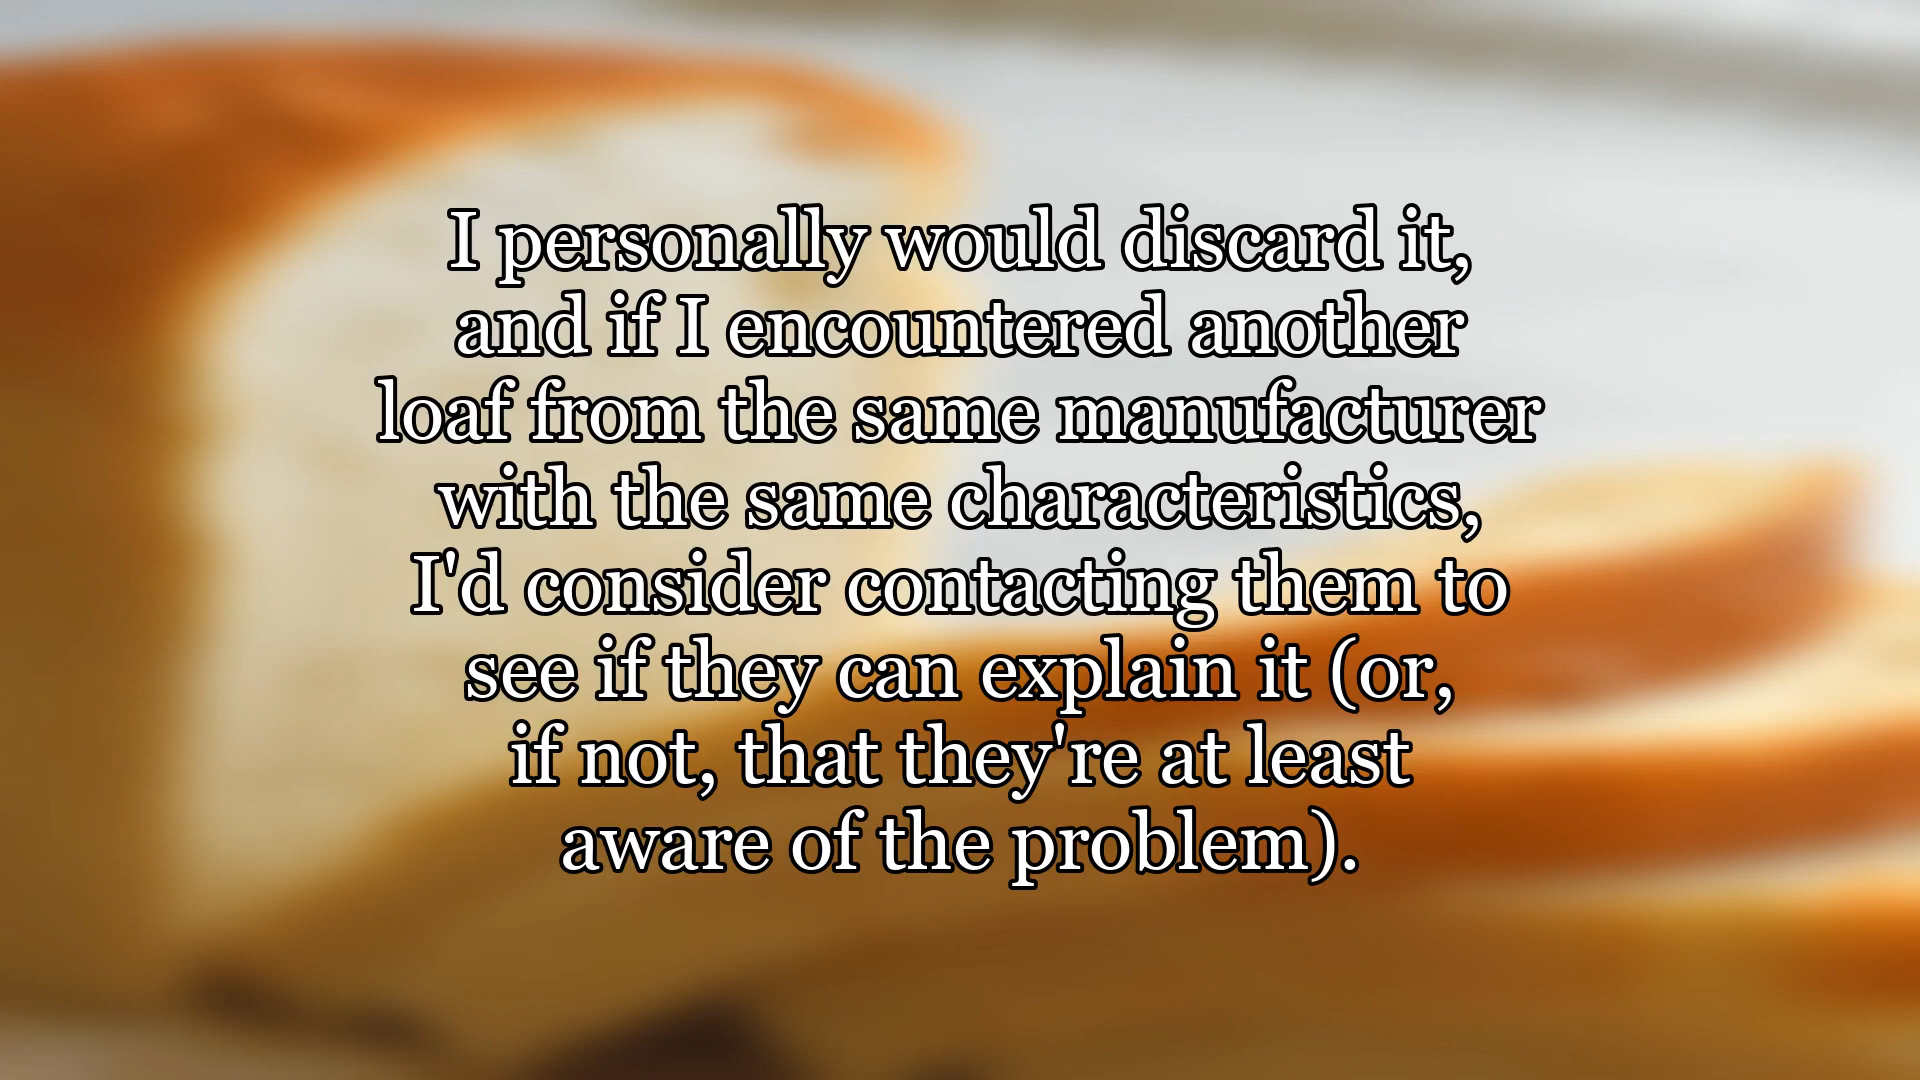 I personally would discard it,
and if I encountered another
loaf from the same manufacturer
with the same characteristics,
I'd consider contacting them to
see if they can explain it (or,
if not, that they're at least
aware of the problem).